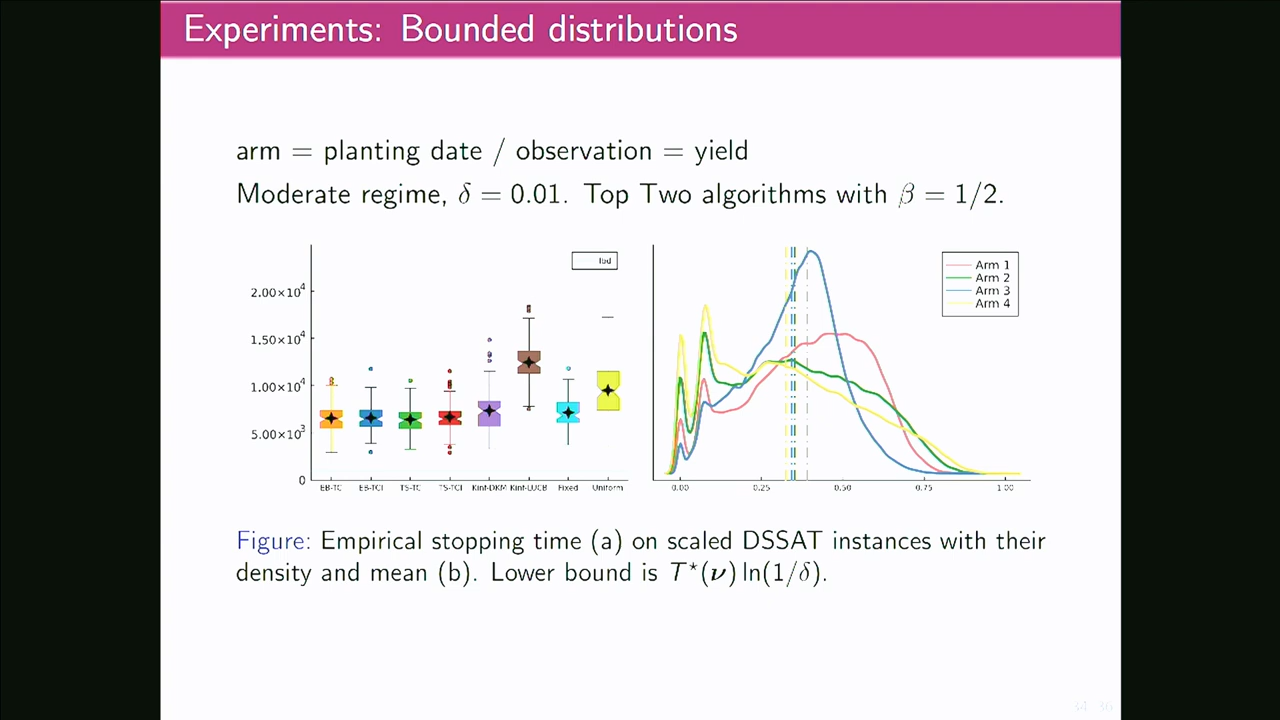 Experiments: Bounded distributions
arm = planting date / observation = yield
Moderate regime, δ = 0.01. Top Two algorithms with β = 1/2.
lbd
2.00×10⁴
1.50×10⁴
1.00×10⁴
5.00×10³
0
EB-TC EB-TCI TS-TC TS-TCI Kinf-DKM Kinf-LUCB Fixed Uniform
Arm 1
Arm 2
Arm 3
Arm 4
0.00 0.25 0.50 0.75 1.00
Figure: Empirical stopping time (a) on scaled DSSAT instances with their
density and mean (b). Lower bound is T*(ν) ln(1/δ).
34 36